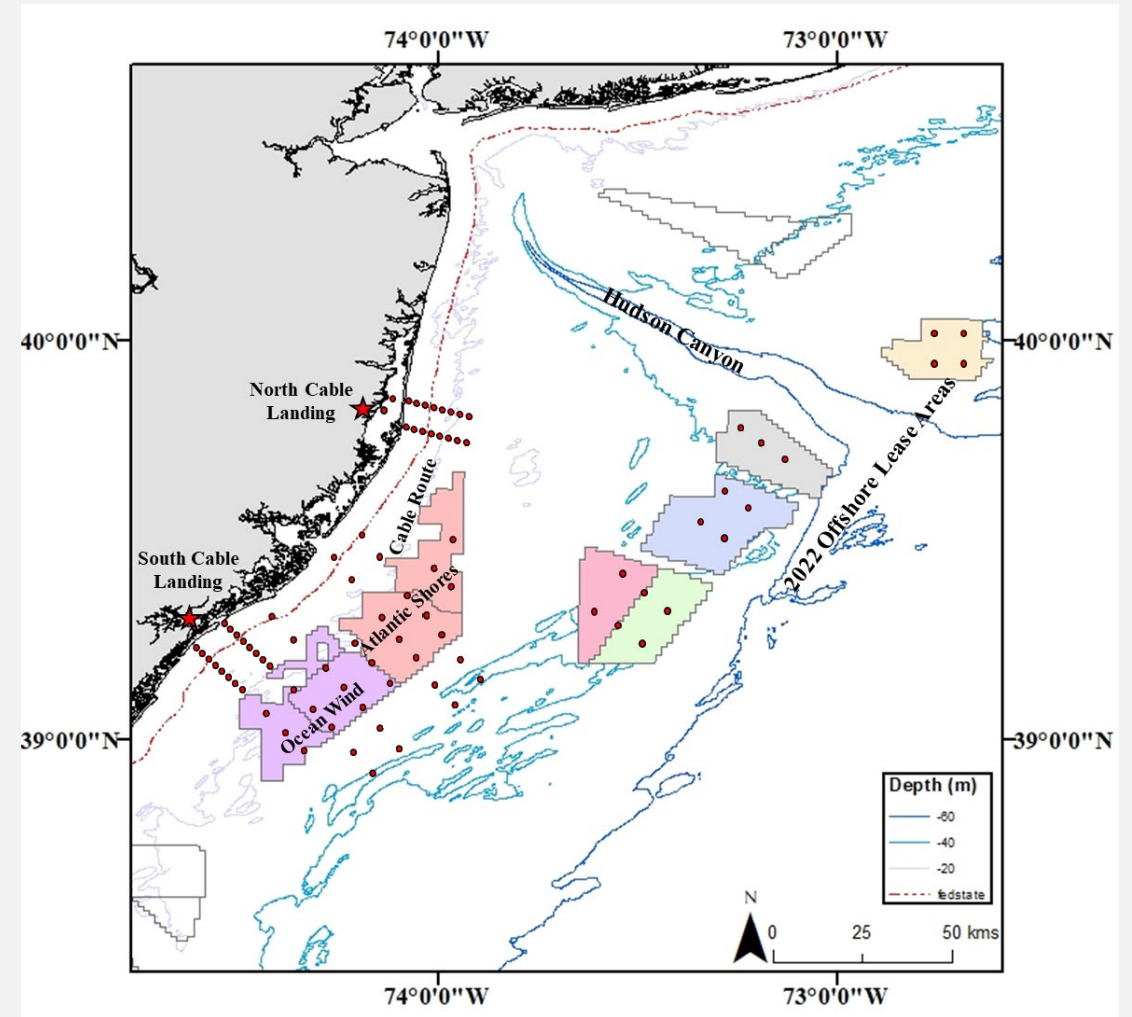 74°0'0"W
73°0'0"W
40°0'0"N
40°0'0"N
Hudson Canyon
North Cable
Landing
2022 Offshore Lease Areas
Cable Route
South Cable
Landing
Atlantic Shores
Ocean Wind
39°0'0"N
39°0'0"N
Depth (m)
-60
-40
-20
fedstate
N
0 25 50 kms
74°0'0"W
73°0'0"W